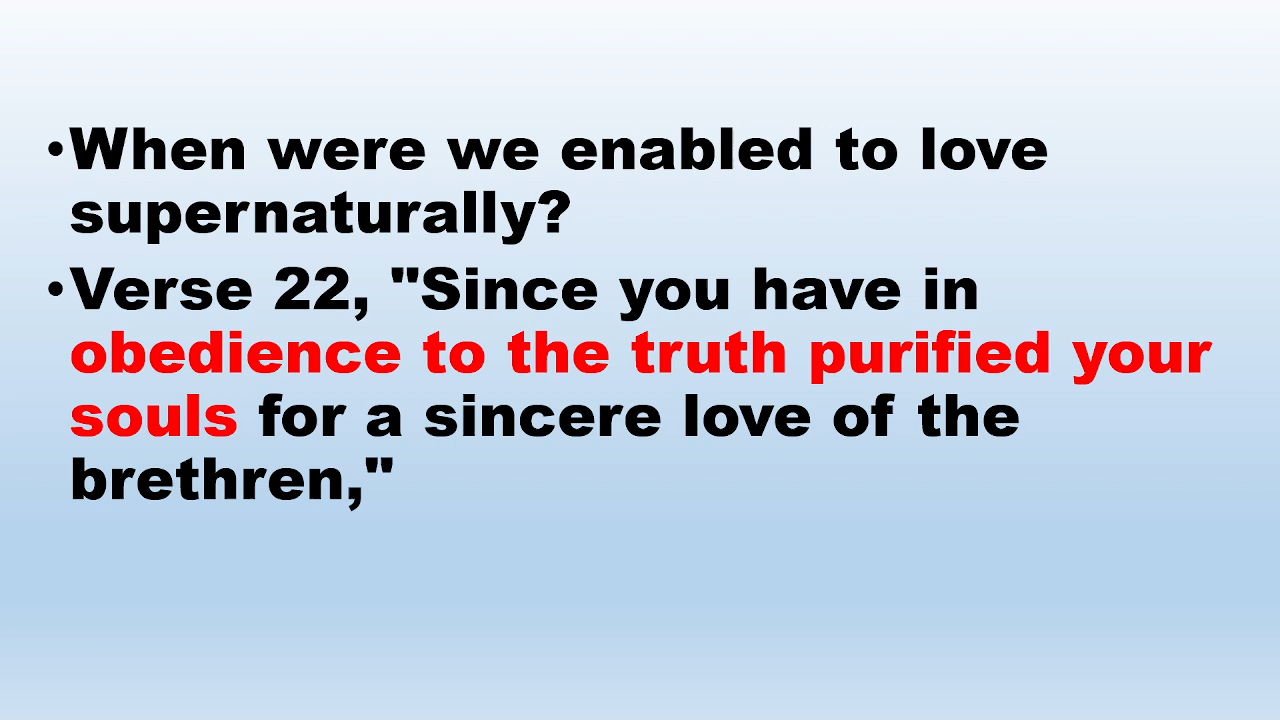 •When were we enabled to love
supernaturally?
•Verse 22, "Since you have in
obedience to the truth purified your
souls for a sincere love of the
brethren,"